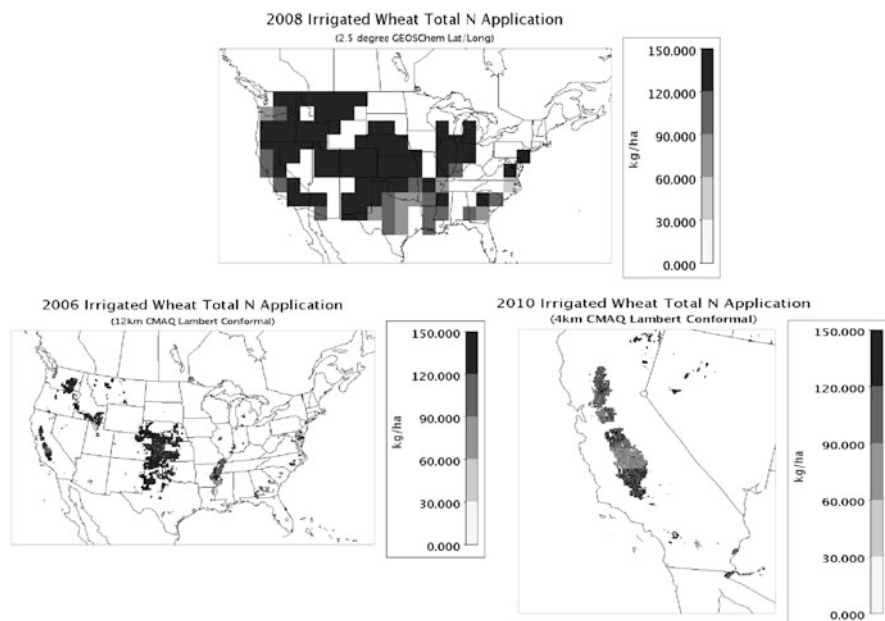 2008 Irrigated Wheat Total N Application
(2.5 degree GEOSChem Lat/Long)
150.000
120.000
90.000
60.000
30.000
0.000
kg/ha
2006 Irrigated Wheat Total N Application
(12km CMAQ Lambert Conformal)
150.000
120.000
90.000
60.000
30.000
0.000
kg/ha
2010 Irrigated Wheat Total N Application
(4km CMAQ Lambert Conformal)
150.000
120.000
90.000
60.000
30.000
0.000
kg/ha